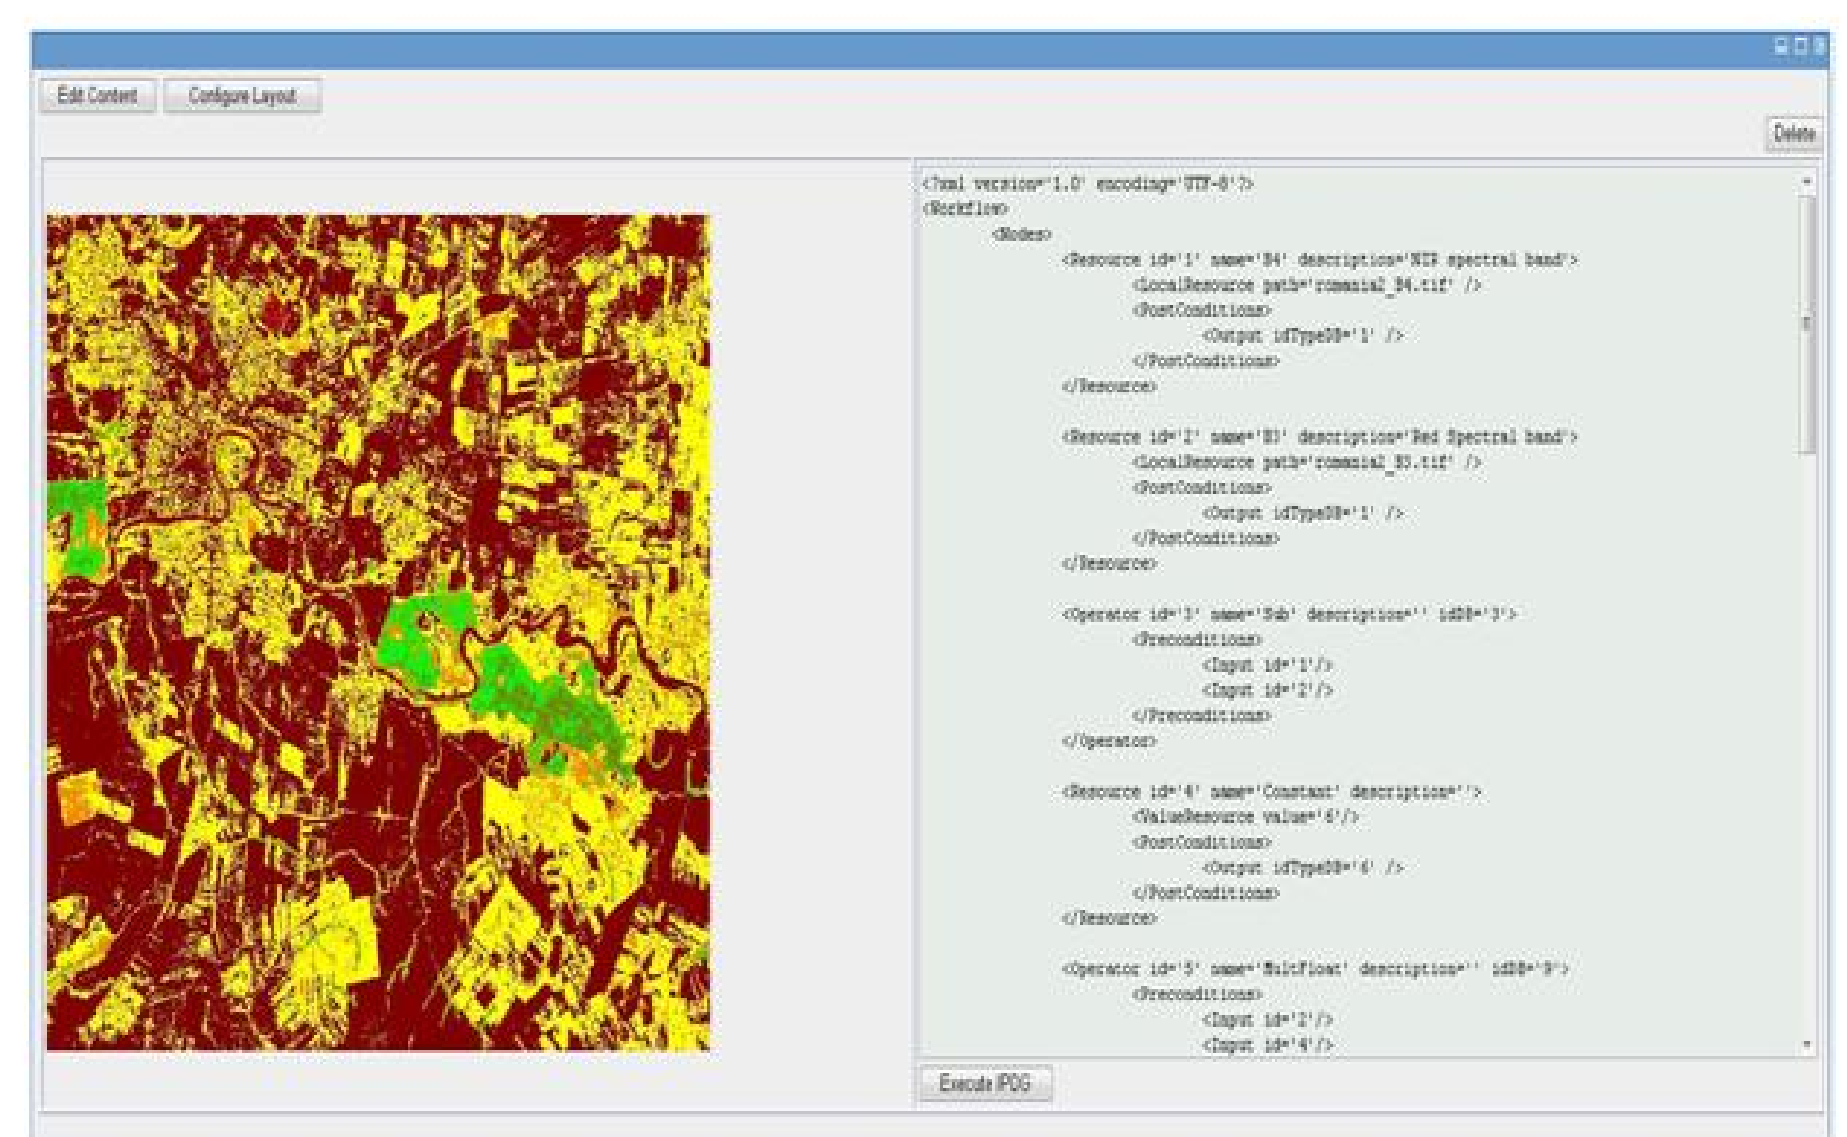 Edit Content
Configure Layout
Delete
<?xml version='1.0' encoding='UTF-8'?>
<Workflow>
<Nodes>
<Resource id='1' name='B4' description='NIR spectral band'>
<LocalResource path='romania2_B4.tif' />
<PostConditions>
<Output idTypeDB='1' />
</PostConditions>
</Resource>
<Resource id='2' name='B3' description='Red Spectral band'>
<LocalResource path='romania2_B3.tif' />
<PostConditions>
<Output idTypeDB='1' />
</PostConditions>
</Resource>
<Operator id='3' name='Sub' description='' idDB='3'>
<Preconditions>
<Input id='1'/>
<Input id='2'/>
</Preconditions>
</Operator>
<Resource id='4' name='Constant' description=''>
<ValueResource value='6'/>
<PostConditions>
<Output idTypeDB='6' />
</PostConditions>
</Resource>
<Operator id='5' name='Multfloat' description='' idDB='9'>
<Preconditions>
<Input id='2'/>
<Input id='4'/>
Execute IPDG